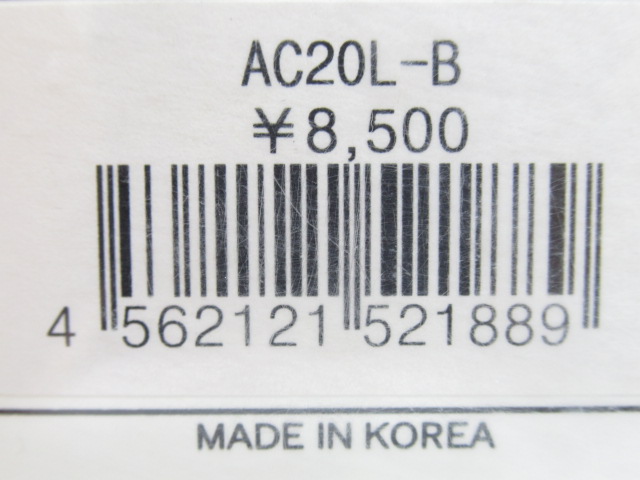 AC20L-B
¥8,500
4 562121 521889
MADE IN KOREA